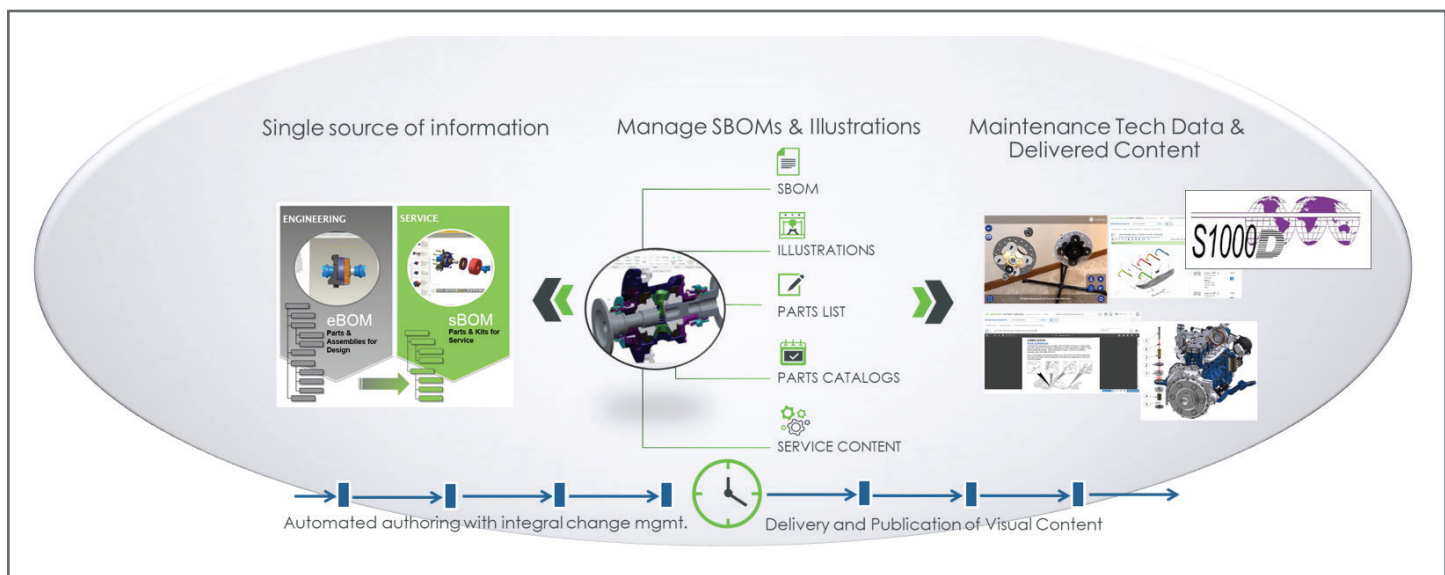 Single source of information
Manage SBOMs & Illustrations
Maintenance Tech Data &
Delivered Content
ENGINEERING
SERVICE
eBOM
Parts &
Assemblies for
Design
sBOM
Parts & Kits for
Service
SBOM
ILLUSTRATIONS
PARTS LIST
PARTS CATALOGS
SERVICE CONTENT
S1000D
Automated authoring with integral change mgmt.
Delivery and Publication of Visual Content